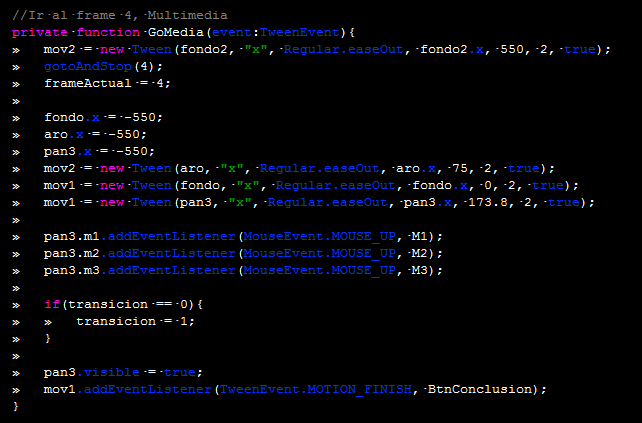 //Ir al frame 4, Multimedia
private function GoMedia(event:TweenEvent){
» mov2 = new Tween(fondo2, "x", Regular.easeOut, fondo2.x, 550, 2, true);
» gotoAndStop(4);
» frameActual = 4;
»
» fondo.x = -550;
» aro.x = -550;
» pan3.x = -550;
» mov2 = new Tween(aro, "x", Regular.easeOut, aro.x, 75, 2, true);
» mov1 = new Tween(fondo, "x", Regular.easeOut, fondo.x, 0, 2, true);
» mov1 = new Tween(pan3, "x", Regular.easeOut, pan3.x, 173.8, 2, true);
»
» pan3.m1.addEventListener(MouseEvent.MOUSE_UP, M1);
» pan3.m2.addEventListener(MouseEvent.MOUSE_UP, M2);
» pan3.m3.addEventListener(MouseEvent.MOUSE_UP, M3);
»
» if(transicion == 0){
» » transicion = 1;
» }
»
» pan3.visible = true;
» mov1.addEventListener(TweenEvent.MOTION_FINISH, BtnConclusion);
}